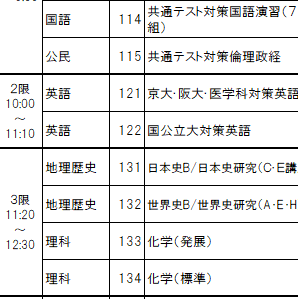 国語 114 共通テスト対策国語演習（7
組）
公民 115 共通テスト対策倫理政経
2限
10:00
～
11:10
英語 121 京大・阪大・医学科対策英語
英語 122 国公立大対策英語
3限
11:20
～
12:30
地理歴史 131 日本史B/日本史研究（C・E講
地理歴史 132 世界史B/世界史研究（A・E・H
理科 133 化学（発展）
理科 134 化学（標準）